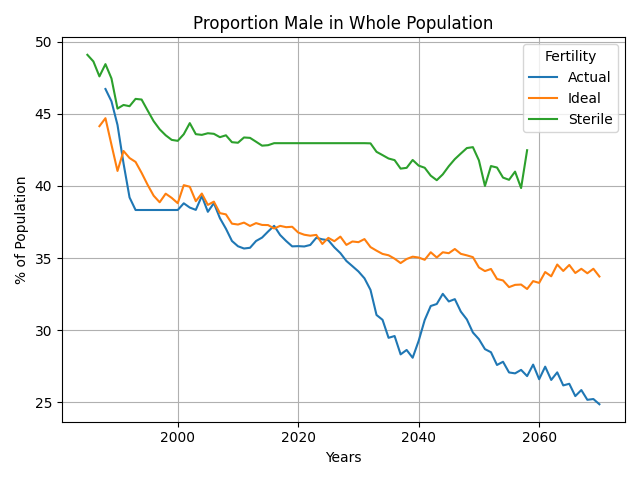 Proportion Male in Whole Population
% of Population
50
45
40
35
30
25
Fertility
Actual
Ideal
Sterile
2000
2020
2040
2060
Years